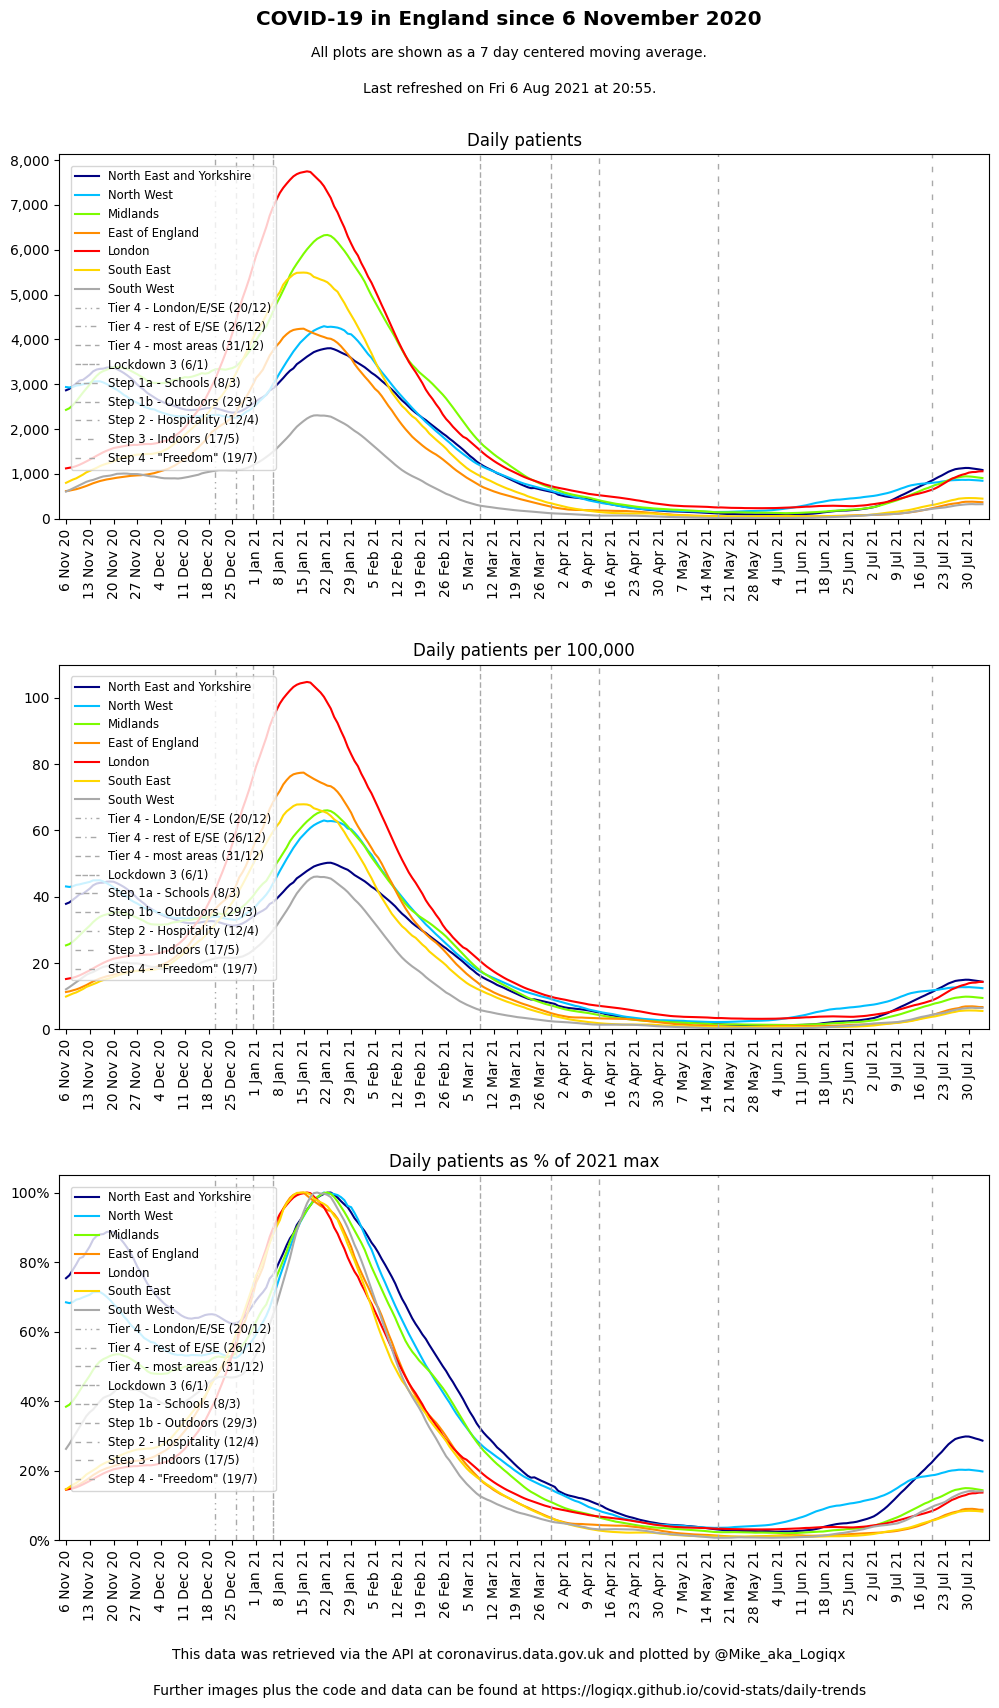 COVID-19 in England since 6 November 2020
All plots are shown as a 7 day centered moving average.
Last refreshed on Fri 6 Aug 2021 at 20:55.
Daily patients
8,000
7,000
6,000
5,000
4,000
3,000
2,000
1,000
0
North East and Yorkshire
North West
Midlands
East of England
London
South East
South West
Tier 4 - London/E/SE (20/12)
Tier 4 - rest of E/SE (26/12)
Tier 4 - most areas (31/12)
Lockdown 3 (6/1)
Step 1a - Schools (8/3)
Step 1b - Outdoors (29/3)
Step 2 - Hospitality (12/4)
Step 3 - Indoors (17/5)
Step 4 - "Freedom" (19/7)
6 Nov 20
13 Nov 20
20 Nov 20
27 Nov 20
4 Dec 20
11 Dec 20
18 Dec 20
25 Dec 20
1 Jan 21
8 Jan 21
15 Jan 21
22 Jan 21
29 Jan 21
5 Feb 21
12 Feb 21
19 Feb 21
26 Feb 21
5 Mar 21
12 Mar 21
19 Mar 21
26 Mar 21
2 Apr 21
9 Apr 21
16 Apr 21
23 Apr 21
30 Apr 21
7 May 21
14 May 21
21 May 21
28 May 21
4 Jun 21
11 Jun 21
18 Jun 21
25 Jun 21
2 Jul 21
9 Jul 21
16 Jul 21
23 Jul 21
30 Jul 21
Daily patients per 100,000
100
80
60
40
20
0
North East and Yorkshire
North West
Midlands
East of England
London
South East
South West
Tier 4 - London/E/SE (20/12)
Tier 4 - rest of E/SE (26/12)
Tier 4 - most areas (31/12)
Lockdown 3 (6/1)
Step 1a - Schools (8/3)
Step 1b - Outdoors (29/3)
Step 2 - Hospitality (12/4)
Step 3 - Indoors (17/5)
Step 4 - "Freedom" (19/7)
6 Nov 20
13 Nov 20
20 Nov 20
27 Nov 20
4 Dec 20
11 Dec 20
18 Dec 20
25 Dec 20
1 Jan 21
8 Jan 21
15 Jan 21
22 Jan 21
29 Jan 21
5 Feb 21
12 Feb 21
19 Feb 21
26 Feb 21
5 Mar 21
12 Mar 21
19 Mar 21
26 Mar 21
2 Apr 21
9 Apr 21
16 Apr 21
23 Apr 21
30 Apr 21
7 May 21
14 May 21
21 May 21
28 May 21
4 Jun 21
11 Jun 21
18 Jun 21
25 Jun 21
2 Jul 21
9 Jul 21
16 Jul 21
23 Jul 21
30 Jul 21
Daily patients as % of 2021 max
100%
80%
60%
40%
20%
0%
North East and Yorkshire
North West
Midlands
East of England
London
South East
South West
Tier 4 - London/E/SE (20/12)
Tier 4 - rest of E/SE (26/12)
Tier 4 - most areas (31/12)
Lockdown 3 (6/1)
Step 1a - Schools (8/3)
Step 1b - Outdoors (29/3)
Step 2 - Hospitality (12/4)
Step 3 - Indoors (17/5)
Step 4 - "Freedom" (19/7)
6 Nov 20
13 Nov 20
20 Nov 20
27 Nov 20
4 Dec 20
11 Dec 20
18 Dec 20
25 Dec 20
1 Jan 21
8 Jan 21
15 Jan 21
22 Jan 21
29 Jan 21
5 Feb 21
12 Feb 21
19 Feb 21
26 Feb 21
5 Mar 21
12 Mar 21
19 Mar 21
26 Mar 21
2 Apr 21
9 Apr 21
16 Apr 21
23 Apr 21
30 Apr 21
7 May 21
14 May 21
21 May 21
28 May 21
4 Jun 21
11 Jun 21
18 Jun 21
25 Jun 21
2 Jul 21
9 Jul 21
16 Jul 21
23 Jul 21
30 Jul 21
This data was retrieved via the API at coronavirus.data.gov.uk and plotted by @Mike_aka_Logiqx
Further images plus the code and data can be found at https://logiqx.github.io/covid-stats/daily-trends